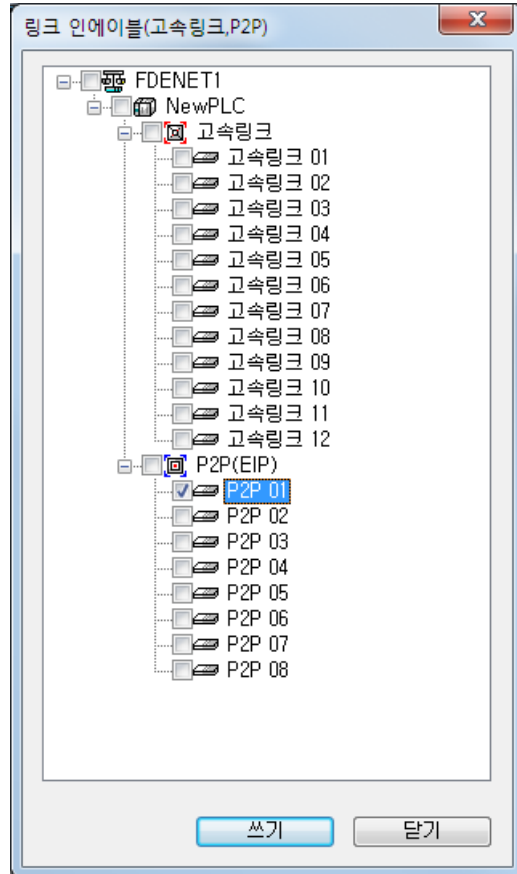 링크 인에이블(고속링크,P2P)
FDENET1
NewPLC
고속링크
고속링크 01
고속링크 02
고속링크 03
고속링크 04
고속링크 05
고속링크 06
고속링크 07
고속링크 08
고속링크 09
고속링크 10
고속링크 11
고속링크 12
P2P(EIP)
P2P 01
P2P 02
P2P 03
P2P 04
P2P 05
P2P 06
P2P 07
P2P 08
쓰기 닫기